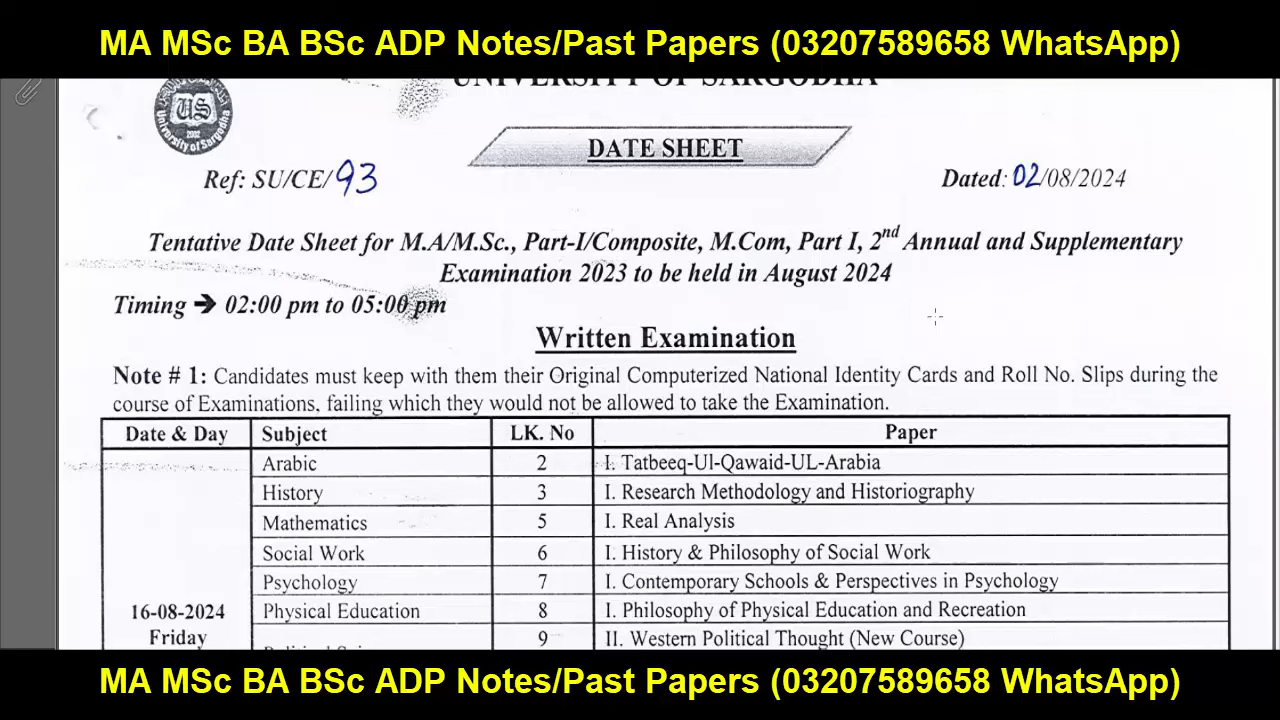 MA MSc BA BSc ADP Notes/Past Papers (03207589658 WhatsApp)
UNIVERSITY OF SARGODHA
US
2002
University of Sargodha
DATE SHEET
Ref: SU/CE/93
Dated: 02/08/2024
Tentative Date Sheet for M.A/M.Sc., Part-I/Composite, M.Com, Part I, 2nd Annual and Supplementary
Examination 2023 to be held in August 2024
Timing ➔ 02:00 pm to 05:00 pm
Written Examination
Note # 1: Candidates must keep with them their Original Computerized National Identity Cards and Roll No. Slips during the
course of Examinations, failing which they would not be allowed to take the Examination.
Date & Day Subject LK. No Paper
Arabic 2 I. Tatbeeq-Ul-Qawaid-UL-Arabia
History 3 I. Research Methodology and Historiography
Mathematics 5 I. Real Analysis
Social Work 6 I. History & Philosophy of Social Work
Psychology 7 I. Contemporary Schools & Perspectives in Psychology
16-08-2024 Physical Education 8 I. Philosophy of Physical Education and Recreation
Friday 9 II. Western Political Thought (New Course)
MA MSc BA BSc ADP Notes/Past Papers (03207589658 WhatsApp)